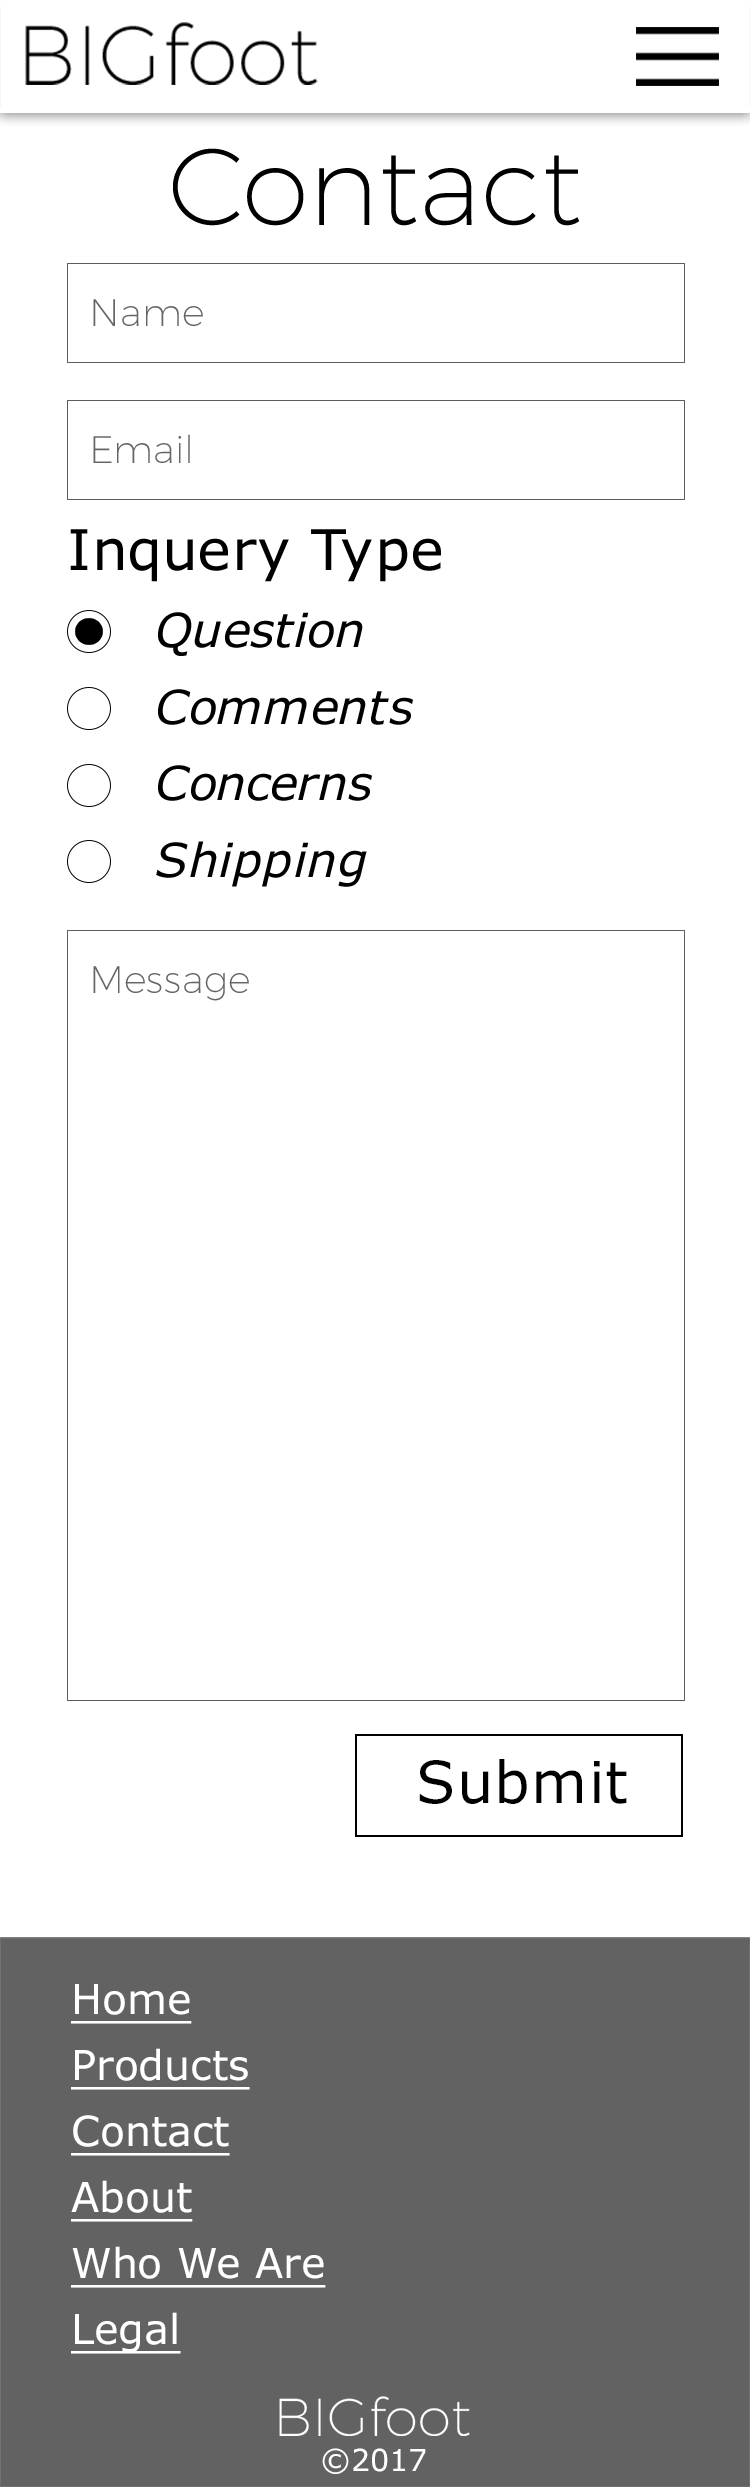 BIGfoot
Contact
Name
Email
Inquery Type
Question
Comments
Concerns
Shipping
Message
Submit
Home
Products
Contact
About
Who We Are
Legal
BIGfoot
©2017